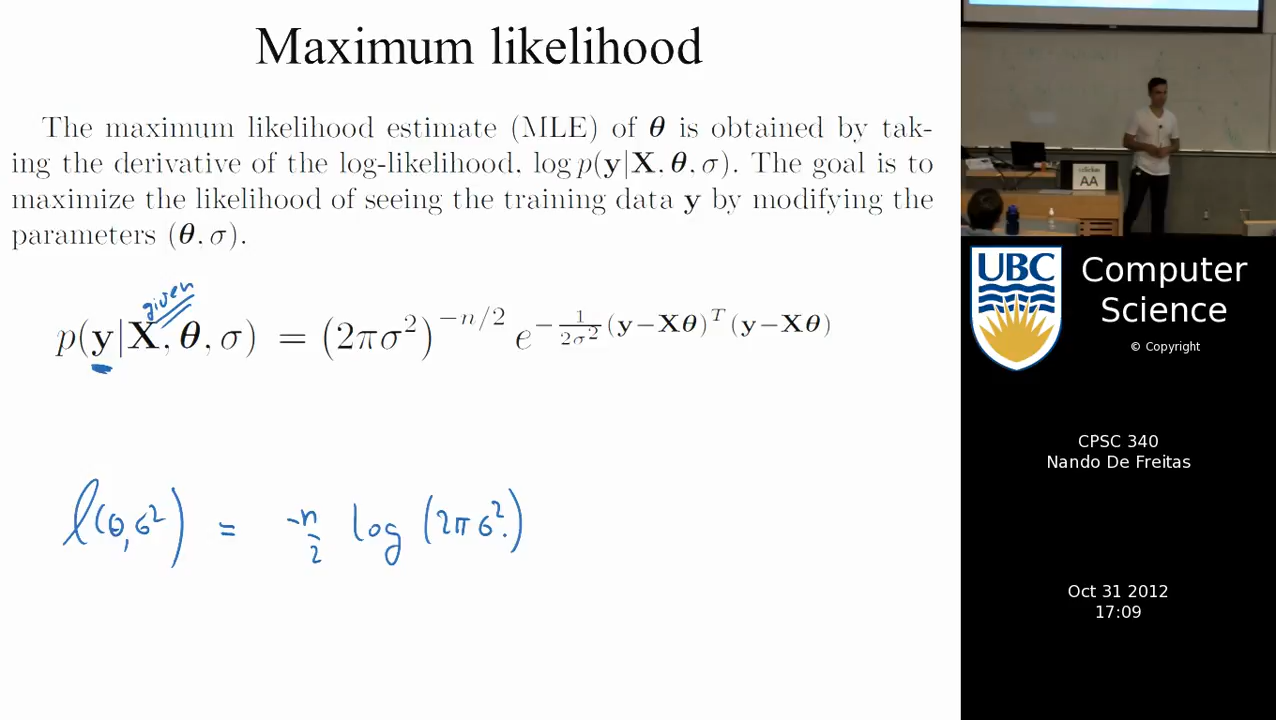 Maximum likelihood
The maximum likelihood estimate (MLE) of θ is obtained by tak-
ing the derivative of the log-likelihood, log p(y|X, θ, σ). The goal is to
maximize the likelihood of seeing the training data y by modifying the
parameters (θ, σ).
given
p(y|X, θ, σ) = (2πσ²)^{-n/2} e^{-\frac{1}{2σ²}(y-Xθ)^T(y-Xθ)}
l(θ,σ²) = -n/2 log (2πσ²)
AA
UBC
Computer
Science
© Copyright
CPSC 340
Nando De Freitas
Oct 31 2012
17:09